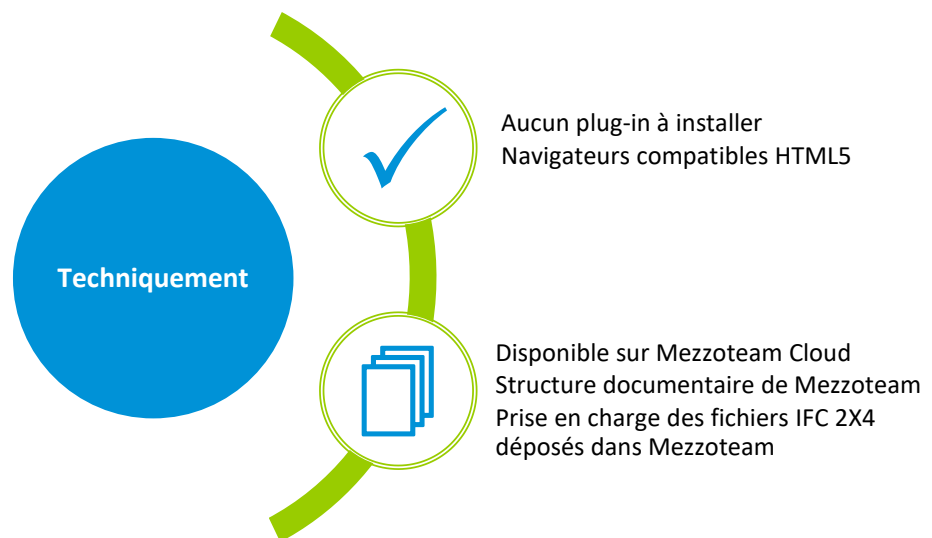 Aucun plug-in à installer
Navigateurs compatibles HTML5
Techniquement
Disponible sur Mezzoteam Cloud
Structure documentaire de Mezzoteam
Prise en charge des fichiers IFC 2X4
déposés dans Mezzoteam